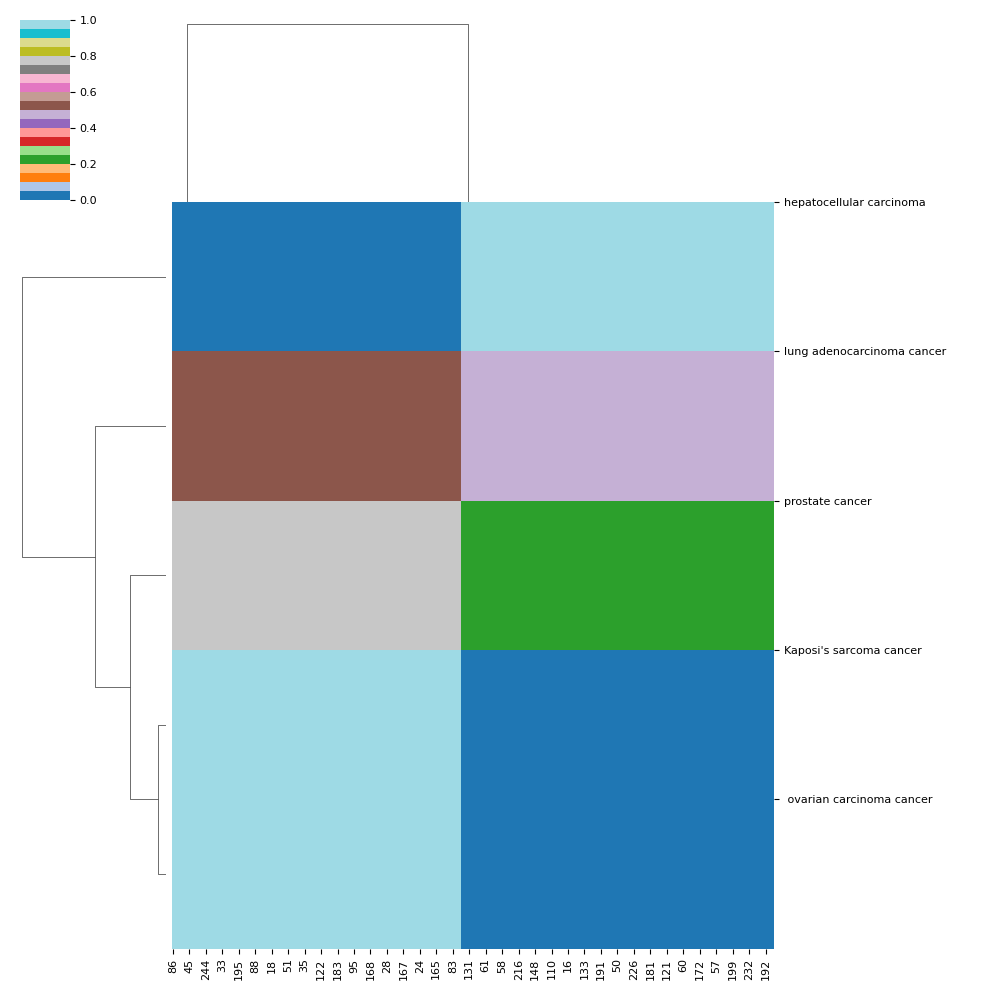 1.0
0.8
0.6
0.4
0.2
0.0
hepatocellular carcinoma
lung adenocarcinoma cancer
prostate cancer
Kaposi's sarcoma cancer
ovarian carcinoma cancer
86 45 244 33 195 88 18 51 35 122 183 95 168 28 167 24 165 83 131 61 58 216 148 110 16 133 191 50 226 181 121 60 172 57 199 232 192